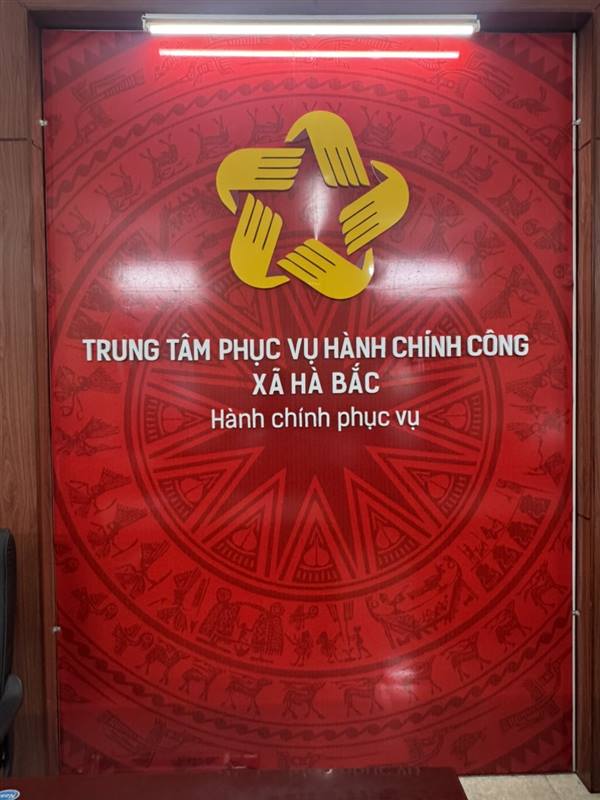 TRUNG TÂM PHỤC VỤ HÀNH CHÍNH CÔNG
XÃ HÀ BẮC
Hành chính phục vụ